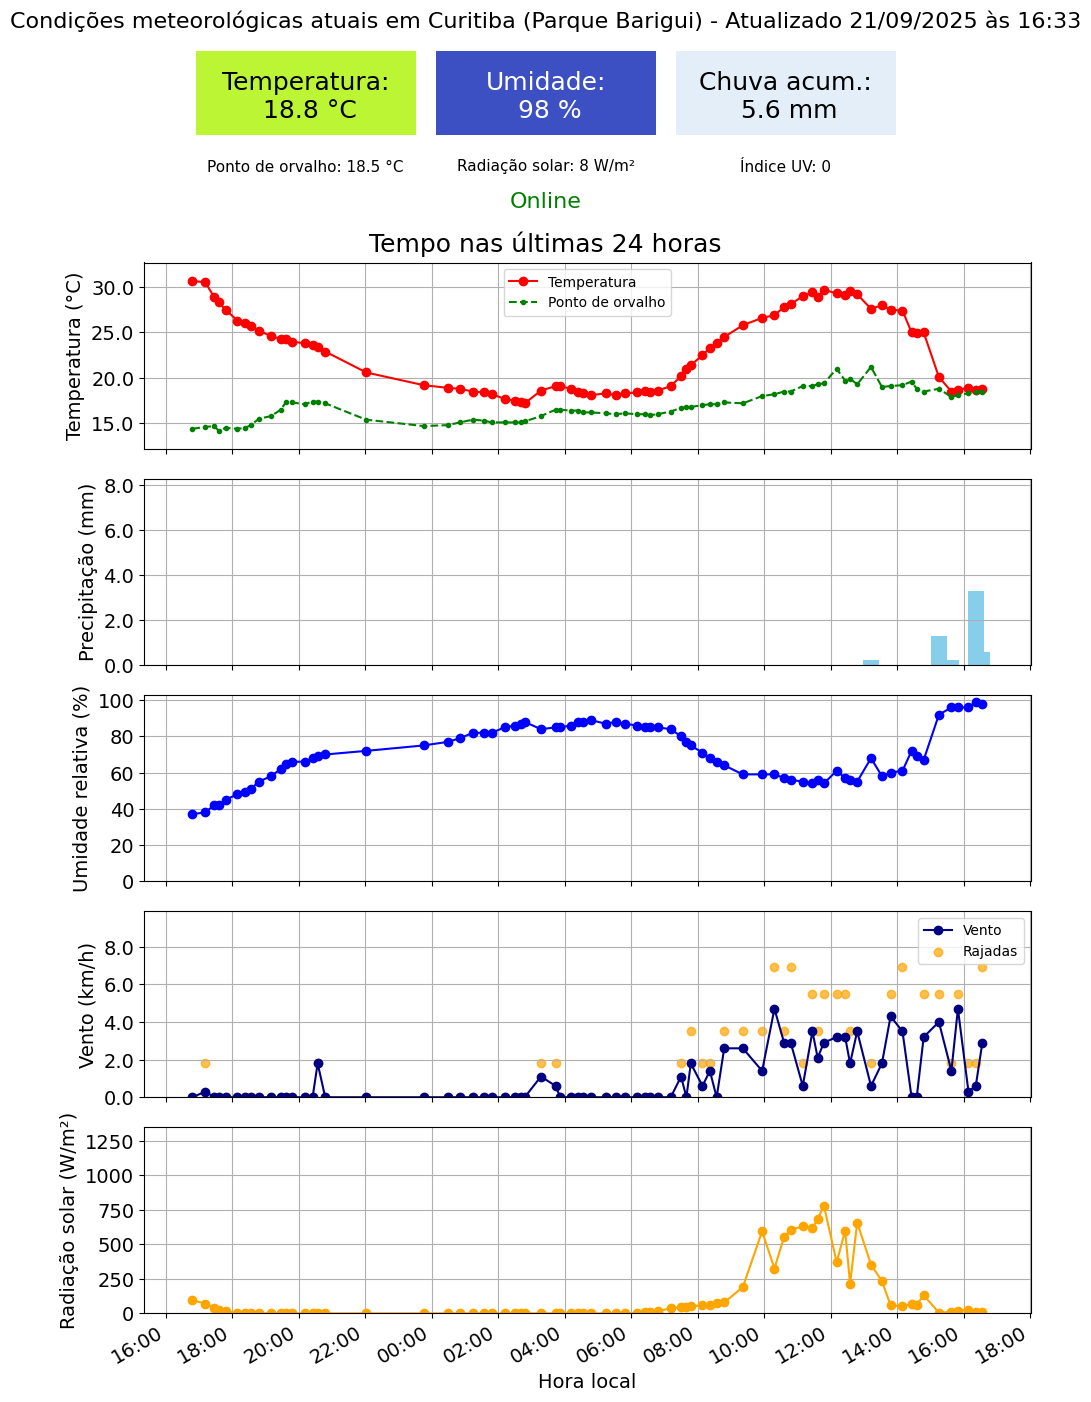 Condições meteorológicas atuais em Curitiba (Parque Barigui) - Atualizado 21/09/2025 às 16:33
Temperatura:
18.8 °C
Umidade:
98 %
Chuva acum.:
5.6 mm
Ponto de orvalho: 18.5 °C
Radiação solar: 8 W/m²
Índice UV: 0
Online
Tempo nas últimas 24 horas
Temperatura (°C)
30.0
25.0
20.0
15.0
Temperatura
Ponto de orvalho
Precipitação (mm)
8.0
6.0
4.0
2.0
0.0
Umidade relativa (%)
100
80
60
40
20
0
Vento (km/h)
8.0
6.0
4.0
2.0
0.0
Vento
Rajadas
Radiação solar (W/m²)
1250
1000
750
500
250
0
16:00 18:00 20:00 22:00 00:00 02:00 04:00 06:00 08:00 10:00 12:00 14:00 16:00 18:00
Hora local